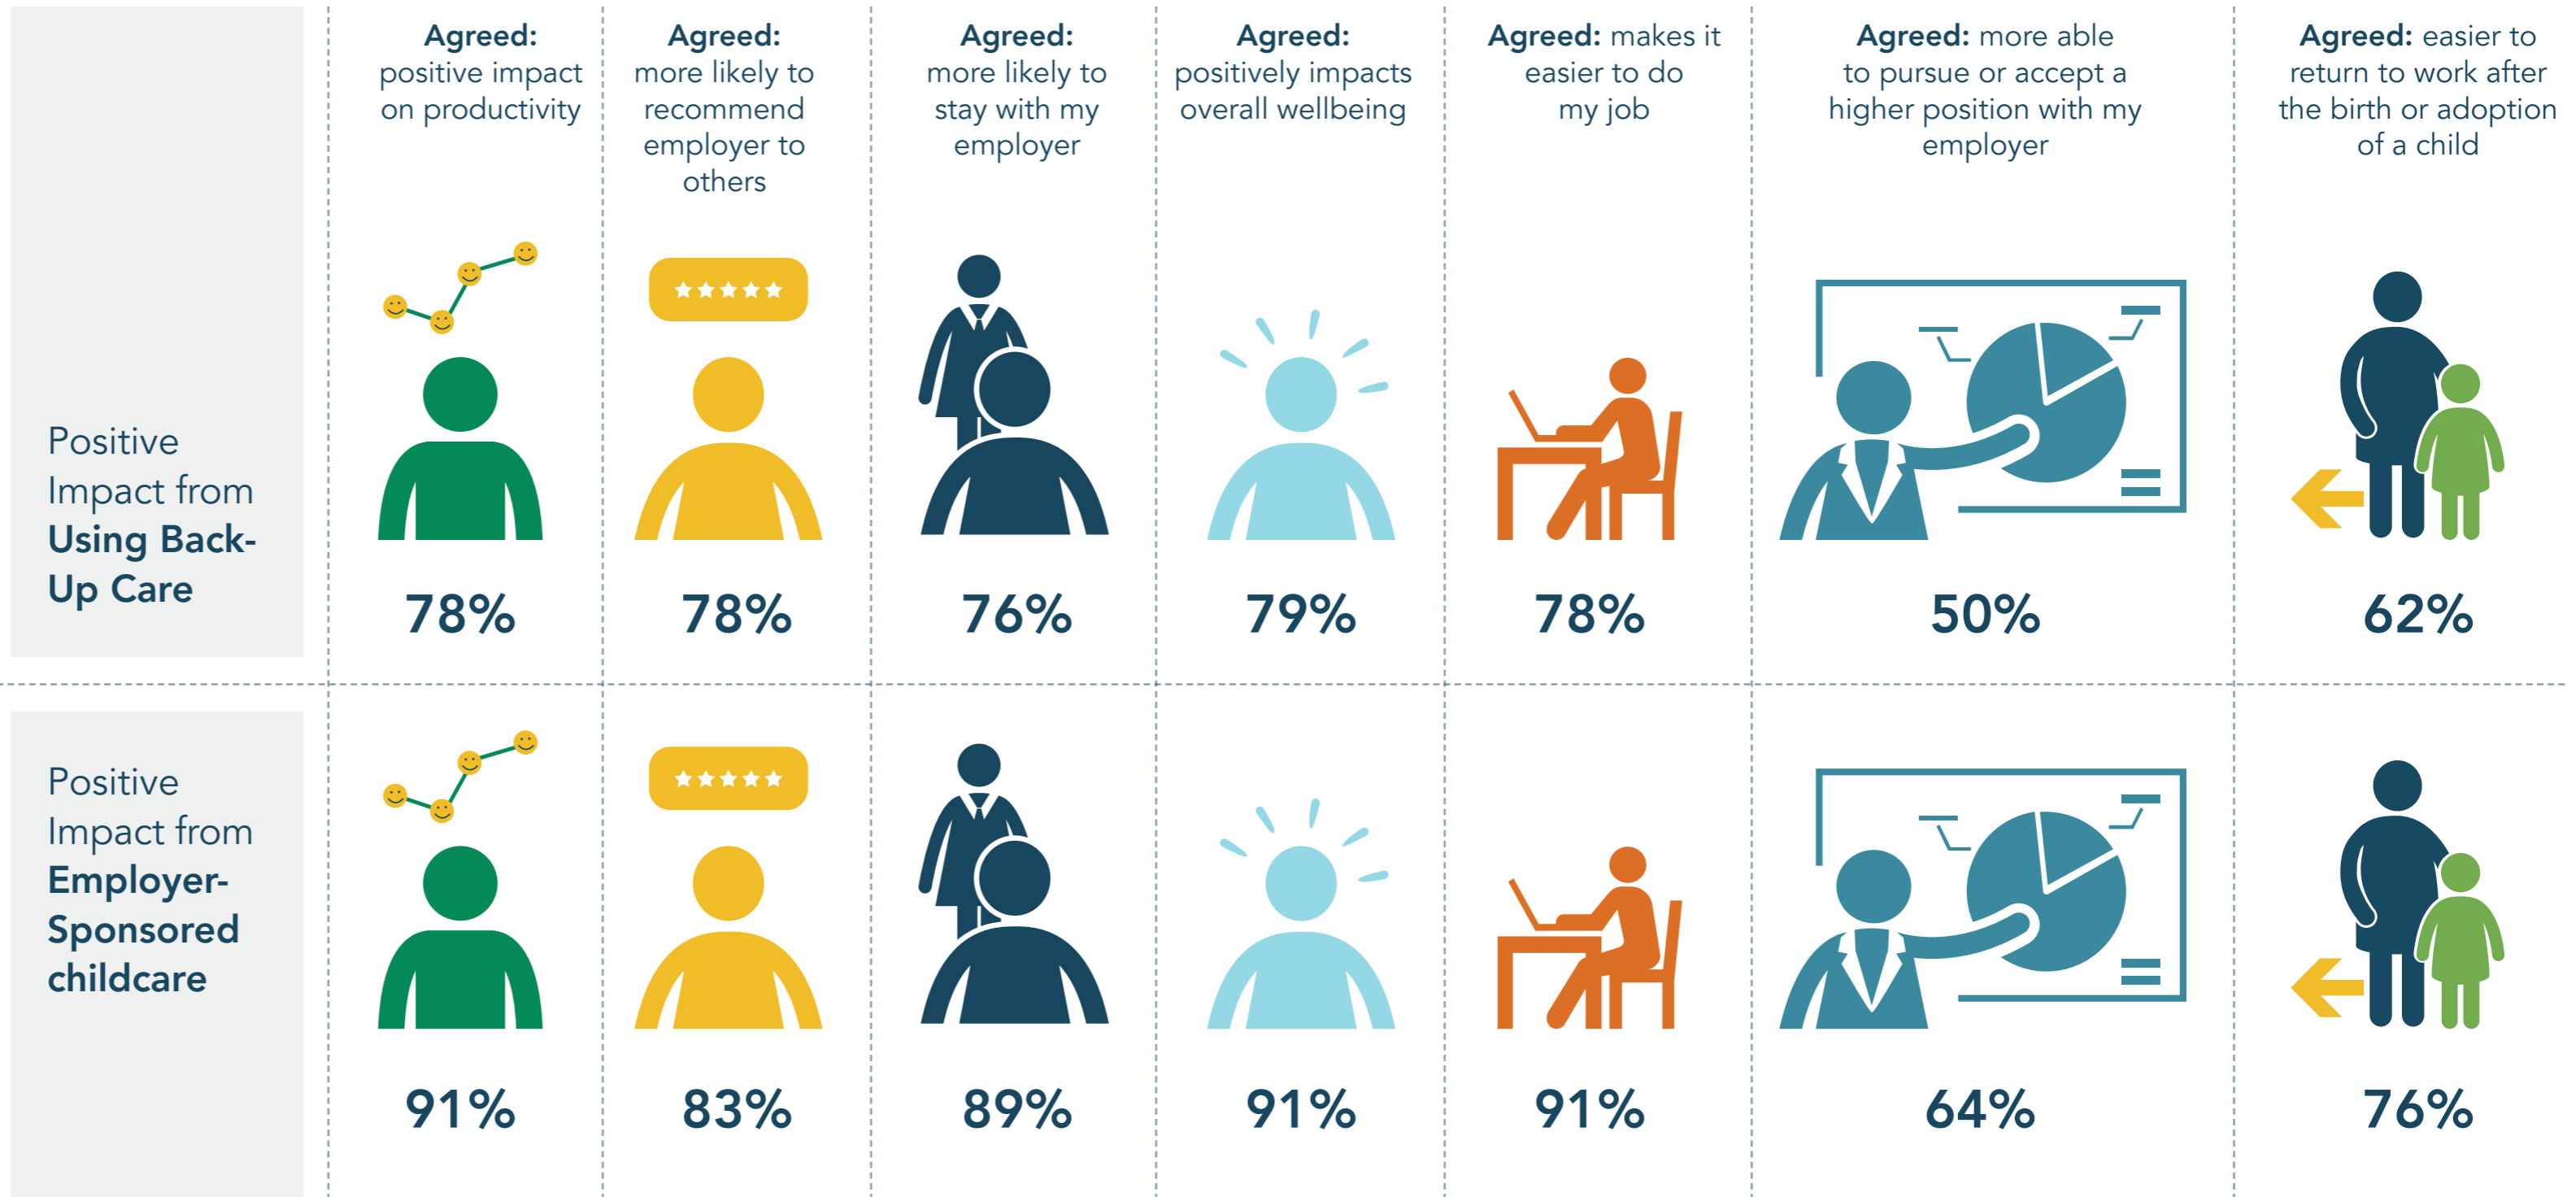 Agreed:
positive impact
on productivity
Agreed:
more likely to
recommend
employer to
others
Agreed:
more likely to
stay with my
employer
Agreed:
positively impacts
overall wellbeing
Agreed: makes it
easier to do
my job
Agreed: more able
to pursue or accept a
higher position with my
employer
Agreed: easier to
return to work after
the birth or adoption
of a child
Positive
Impact from
Using Back-
Up Care
78%
78%
76%
79%
78%
50%
62%
Positive
Impact from
Employer-
Sponsored
childcare
91%
83%
89%
91%
91%
64%
76%